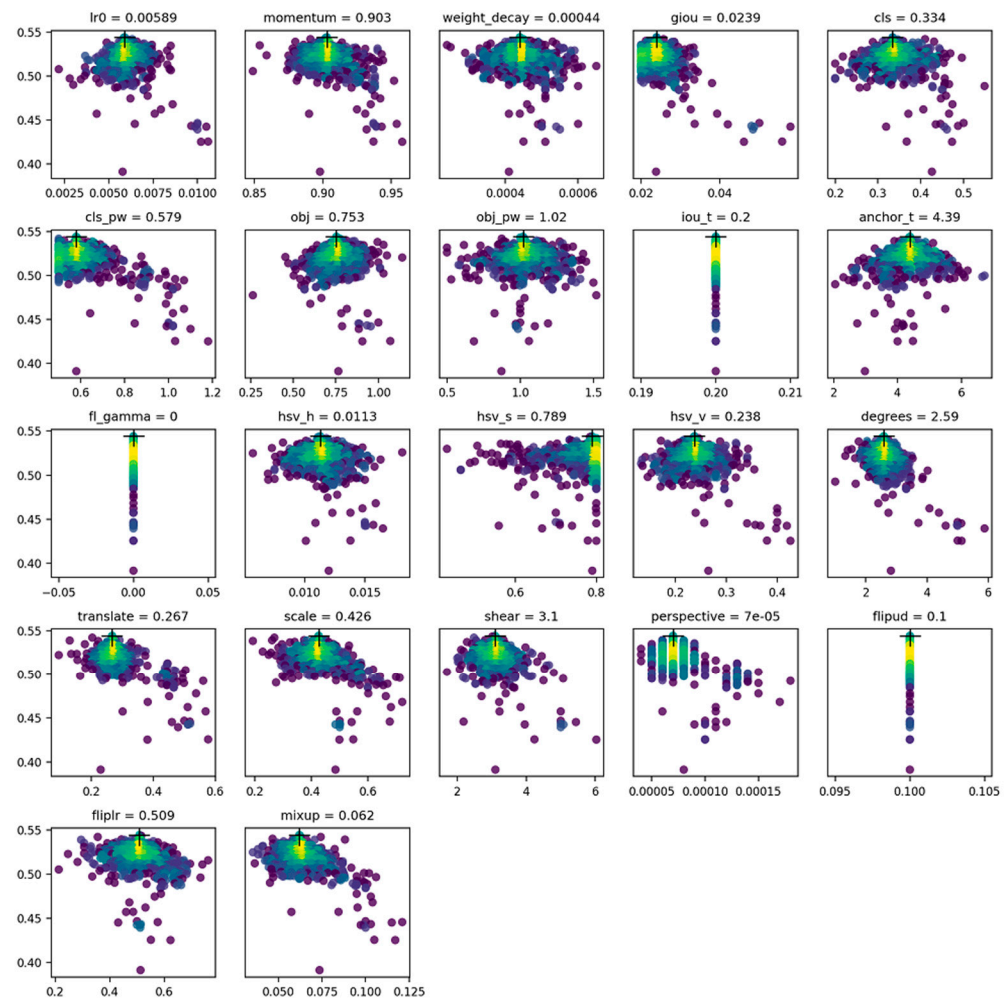 lr0 = 0.00589 momentum = 0.903 weight_decay = 0.00044 giou = 0.0239 cls = 0.334
0.55
0.50
0.45
0.40
0.0025 0.0050 0.0075 0.0100 0.85 0.90 0.95 0.0004 0.0006 0.02 0.04 0.2 0.3 0.4 0.5
cls_pw = 0.579 obj = 0.753 obj_pw = 1.02 iou_t = 0.2 anchor_t = 4.39
0.55
0.50
0.45
0.40
0.6 0.8 1.0 1.2 0.25 0.50 0.75 1.00 0.5 1.0 1.5 0.19 0.20 0.21 2 4 6
fl_gamma = 0 hsv_h = 0.0113 hsv_s = 0.789 hsv_v = 0.238 degrees = 2.59
0.55
0.50
0.45
0.40
−0.05 0.00 0.05 0.010 0.015 0.6 0.8 0.2 0.3 0.4 2 4 6
translate = 0.267 scale = 0.426 shear = 3.1 perspective = 7e-05 flipud = 0.1
0.55
0.50
0.45
0.40
0.2 0.4 0.6 0.2 0.4 0.6 2 4 6 0.00005 0.00010 0.00015 0.095 0.100 0.105
fliplr = 0.509 mixup = 0.062
0.55
0.50
0.45
0.40
0.2 0.4 0.6 0.050 0.075 0.100 0.125